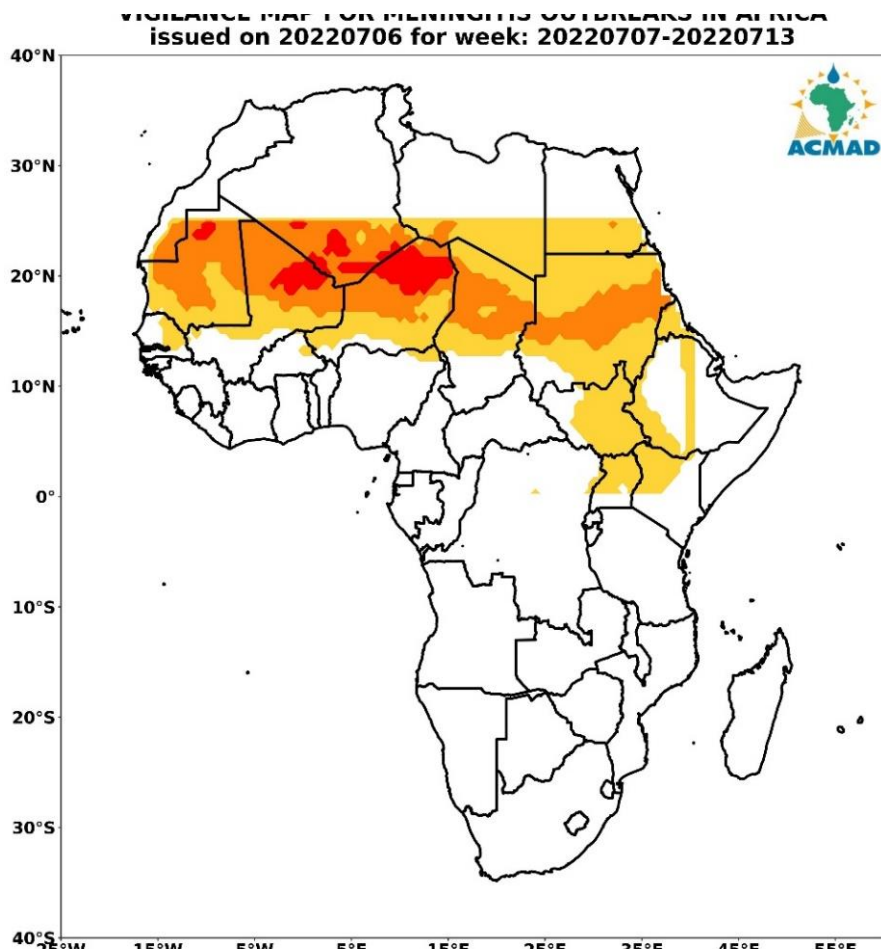 VIGILANCE MAP FOR MENINGITIS OUTBREAKS IN AFRICA
issued on 20220706 for week: 20220707-20220713
40°N
ACMAD
30°N
20°N
10°N
0°
10°S
20°S
30°S
40°S
25°W 15°W 5°W 5°E 15°E 25°E 35°E 45°E 55°E